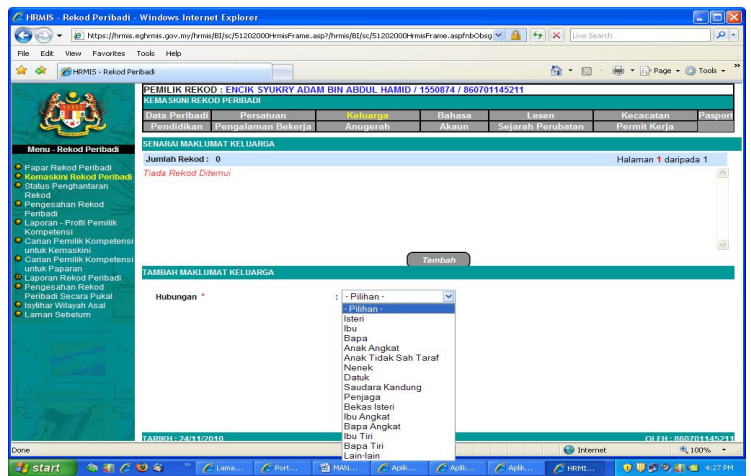 HRMIS - Rekod Peribadi - Windows Internet Explorer
https://hrmis.eghrmis.gov.my/hrmis/BI/sc/51202000HrmisFrame.asp?/hrmis/BI/sc/51202000HrmisFrame.aspfnbObsg
Live Search
File Edit View Favorites Tools Help
HRMIS - Rekod Peribadi
Page Tools
PEMILIK REKOD : ENCIK SYUKRY ADAM BIN ABDUL HAMID / 1550874 / 860701145211
KEMASKINI REKOD PERIBADI
Data Peribadi Persatuan Keluarga Bahasa Lesen Kecacatan Pasport
Pendidikan Pengalaman Bekerja Anugerah Akaun Sejarah Perubatan Permit Kerja
Menu - Rekod Peribadi
Papar Rekod Peribadi
Kemaskini Rekod Peribadi
Status Penghantaran
Rekod
Pengesahan Rekod
Peribadi
Laporan - Profil Pemilik
Kompetensi
Carian Pemilik Kompetensi
untuk Kemaskini
Carian Pemilik Kompetensi
untuk Paparan
Laporan Rekod Peribadi
Pengesahan Rekod
Peribadi Secara Pukal
Isytihar Wilayah Asal
Laman Sebelum
SENARAI MAKLUMAT KELUARGA
Jumlah Rekod : 0 Halaman 1 daripada 1
Tiada Rekod Ditemui
Tambah
TAMBAH MAKLUMAT KELUARGA
Hubungan * : - Pilihan -
- Pilihan -
Isteri
Ibu
Bapa
Anak Angkat
Anak Tidak Sah Taraf
Nenek
Datuk
Saudara Kandung
Penjaga
Bekas Isteri
Ibu Angkat
Bapa Angkat
Ibu Tiri
Bapa Tiri
Lain-lain
TARIKH : 24/11/2010 OLEH : 860701145211
Done Internet 100%
start Lama... Port... MAN... Aplik... Aplik... Aplik... HRMI... 4:27 PM